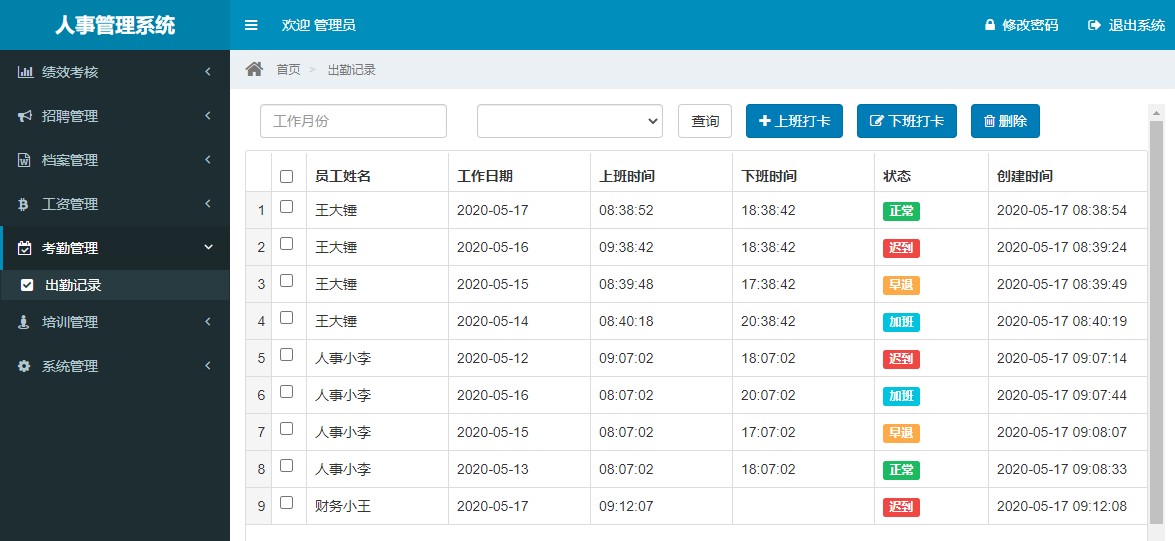 人事管理系统
欢迎 管理员
修改密码 退出系统
绩效考核
招聘管理
档案管理
工资管理
考勤管理
出勤记录
培训管理
系统管理
首页 > 出勤记录
工作月份 查询 上班打卡 下班打卡 删除
员工姓名 工作日期 上班时间 下班时间 状态 创建时间
1 王大锤 2020-05-17 08:38:52 18:38:42 正常 2020-05-17 08:38:54
2 王大锤 2020-05-16 09:38:42 18:38:42 迟到 2020-05-17 08:39:24
3 王大锤 2020-05-15 08:39:48 17:38:42 早退 2020-05-17 08:39:49
4 王大锤 2020-05-14 08:40:18 20:38:42 加班 2020-05-17 08:40:19
5 人事小李 2020-05-12 09:07:02 18:07:02 迟到 2020-05-17 09:07:14
6 人事小李 2020-05-16 08:07:02 20:07:02 加班 2020-05-17 09:07:44
7 人事小李 2020-05-15 08:07:02 17:07:02 早退 2020-05-17 09:08:07
8 人事小李 2020-05-13 08:07:02 18:07:02 正常 2020-05-17 09:08:33
9 财务小王 2020-05-17 09:12:07 迟到 2020-05-17 09:12:08